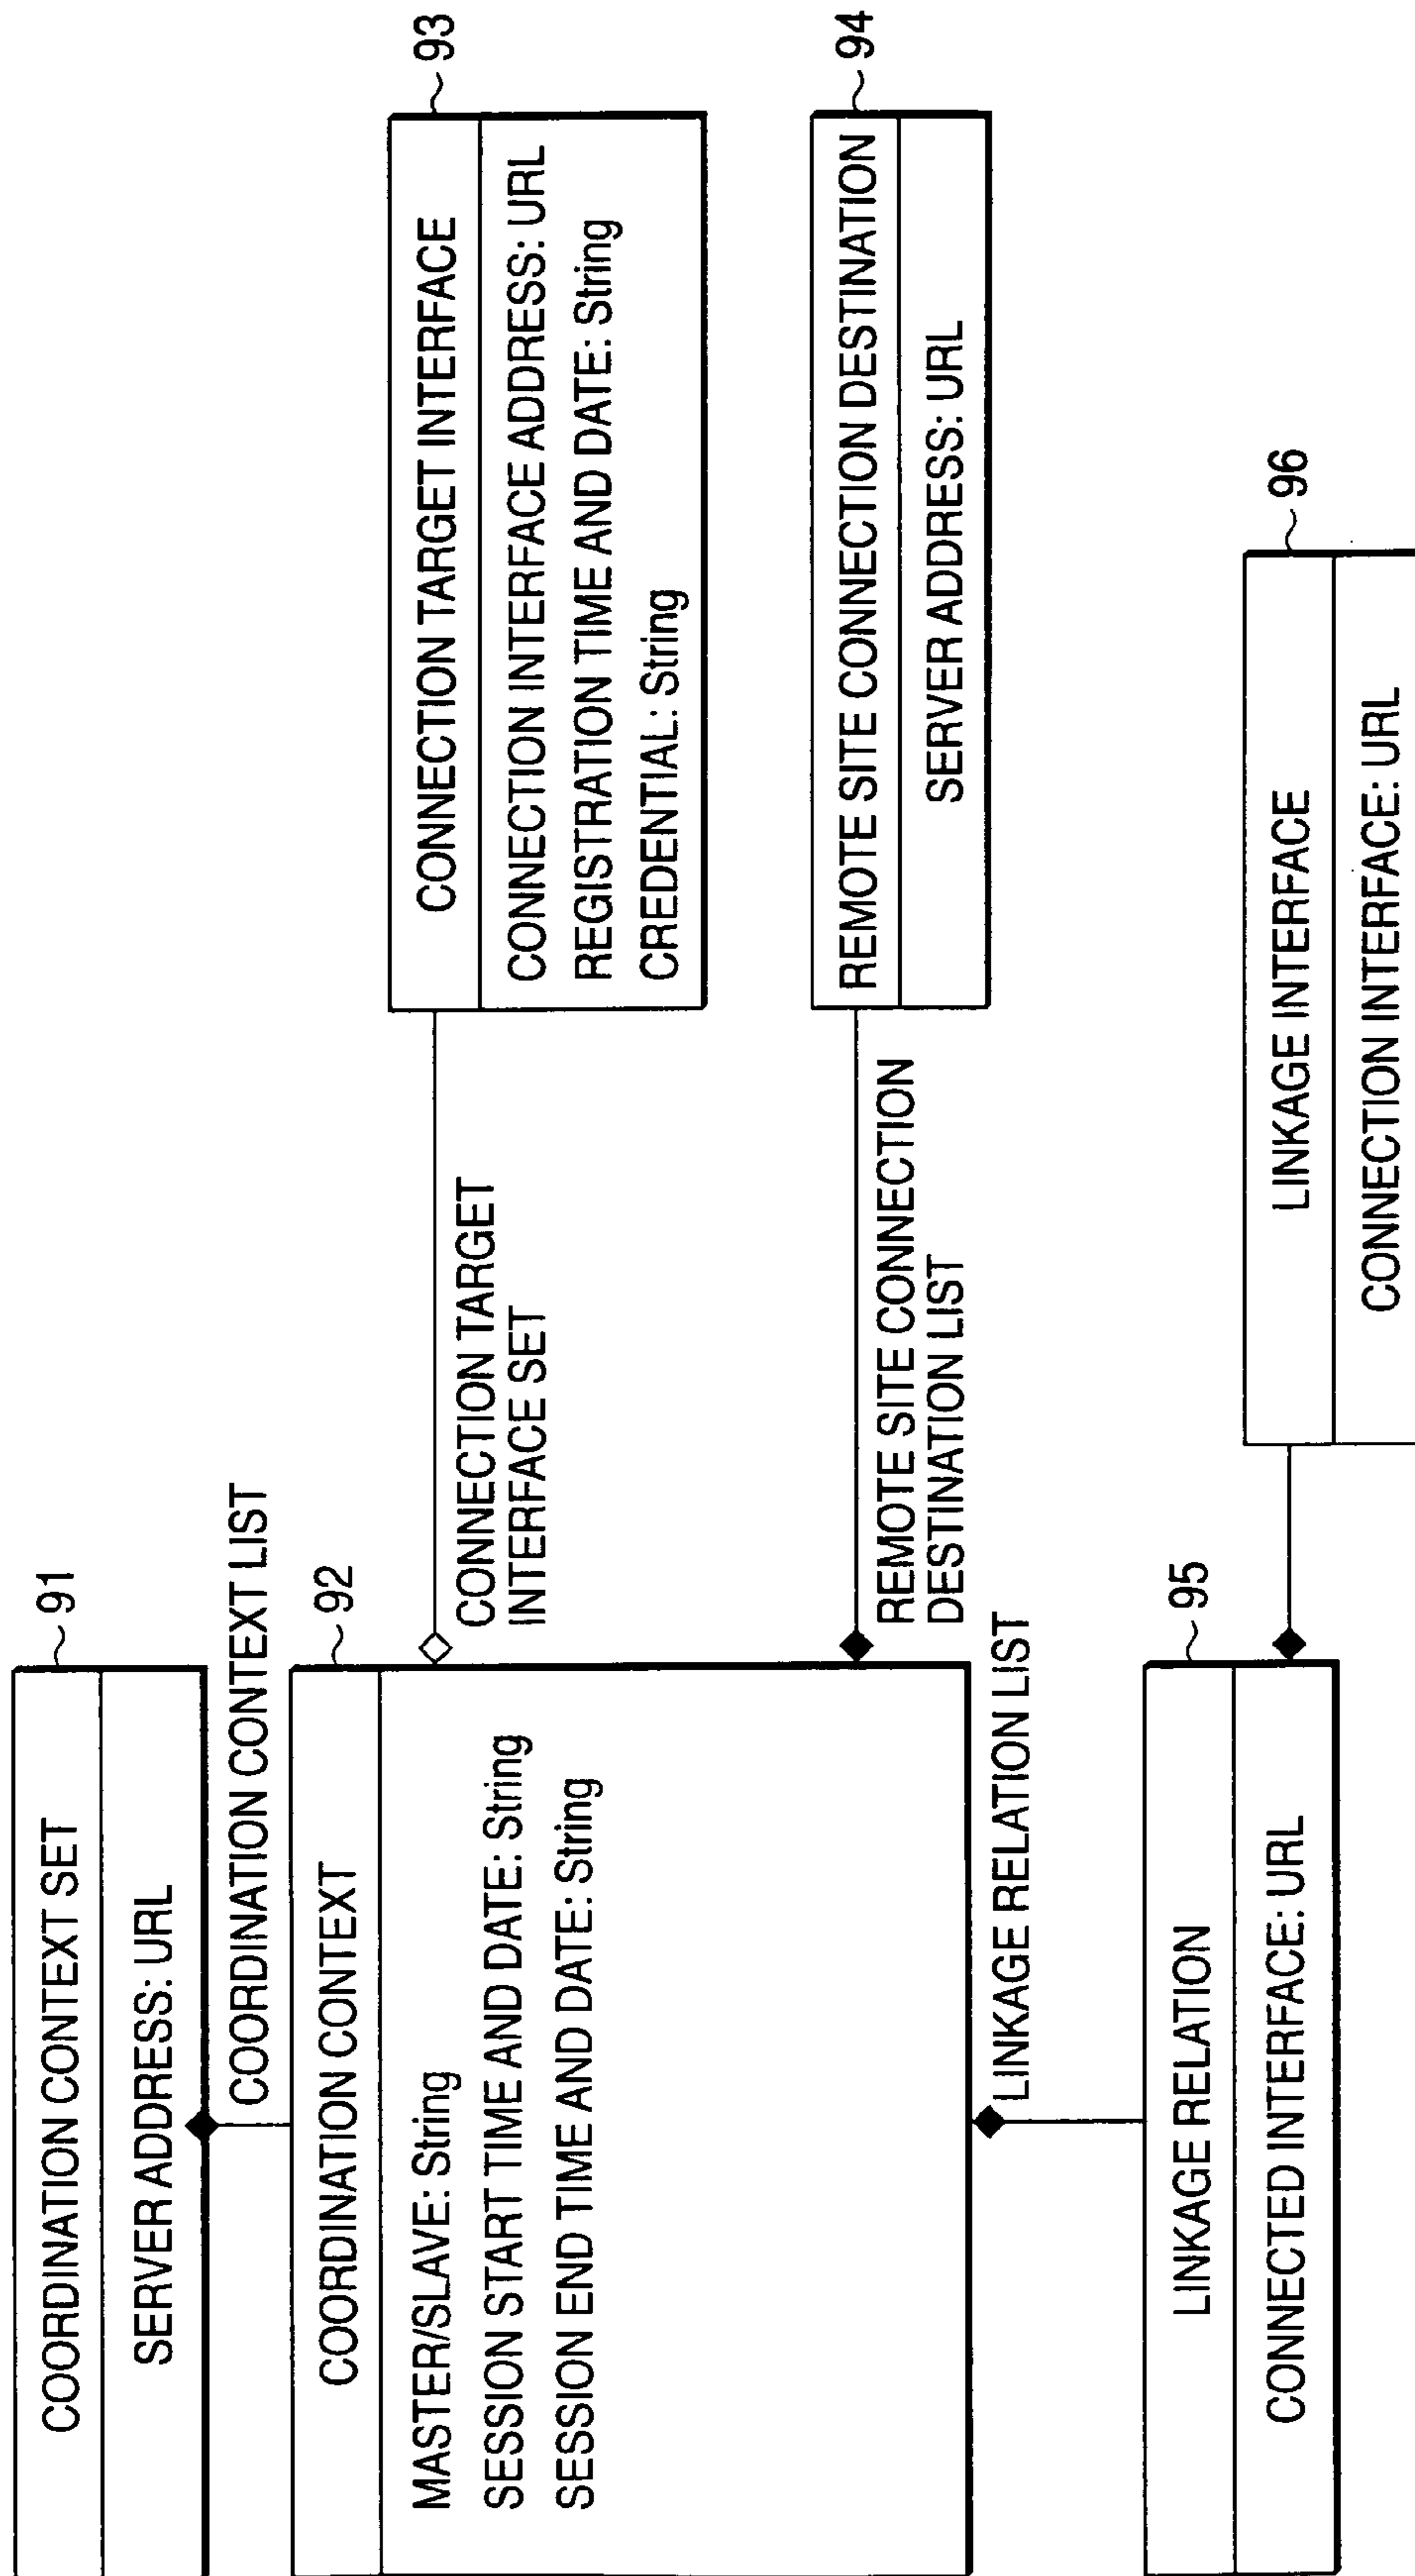 COORDINATION CONTEXT SET
91
SERVER ADDRESS: URL
COORDINATION CONTEXT LIST
COORDINATION CONTEXT
92
MASTER/SLAVE: String
SESSION START TIME AND DATE: String
SESSION END TIME AND DATE: String
CONNECTION TARGET
INTERFACE SET
CONNECTION TARGET INTERFACE
93
CONNECTION INTERFACE ADDRESS: URL
REGISTRATION TIME AND DATE: String
CREDENTIAL: String
REMOTE SITE CONNECTION
DESTINATION LIST
REMOTE SITE CONNECTION DESTINATION
94
SERVER ADDRESS: URL
LINKAGE RELATION LIST
LINKAGE RELATION
95
CONNECTED INTERFACE: URL
LINKAGE INTERFACE
96
CONNECTION INTERFACE: URL